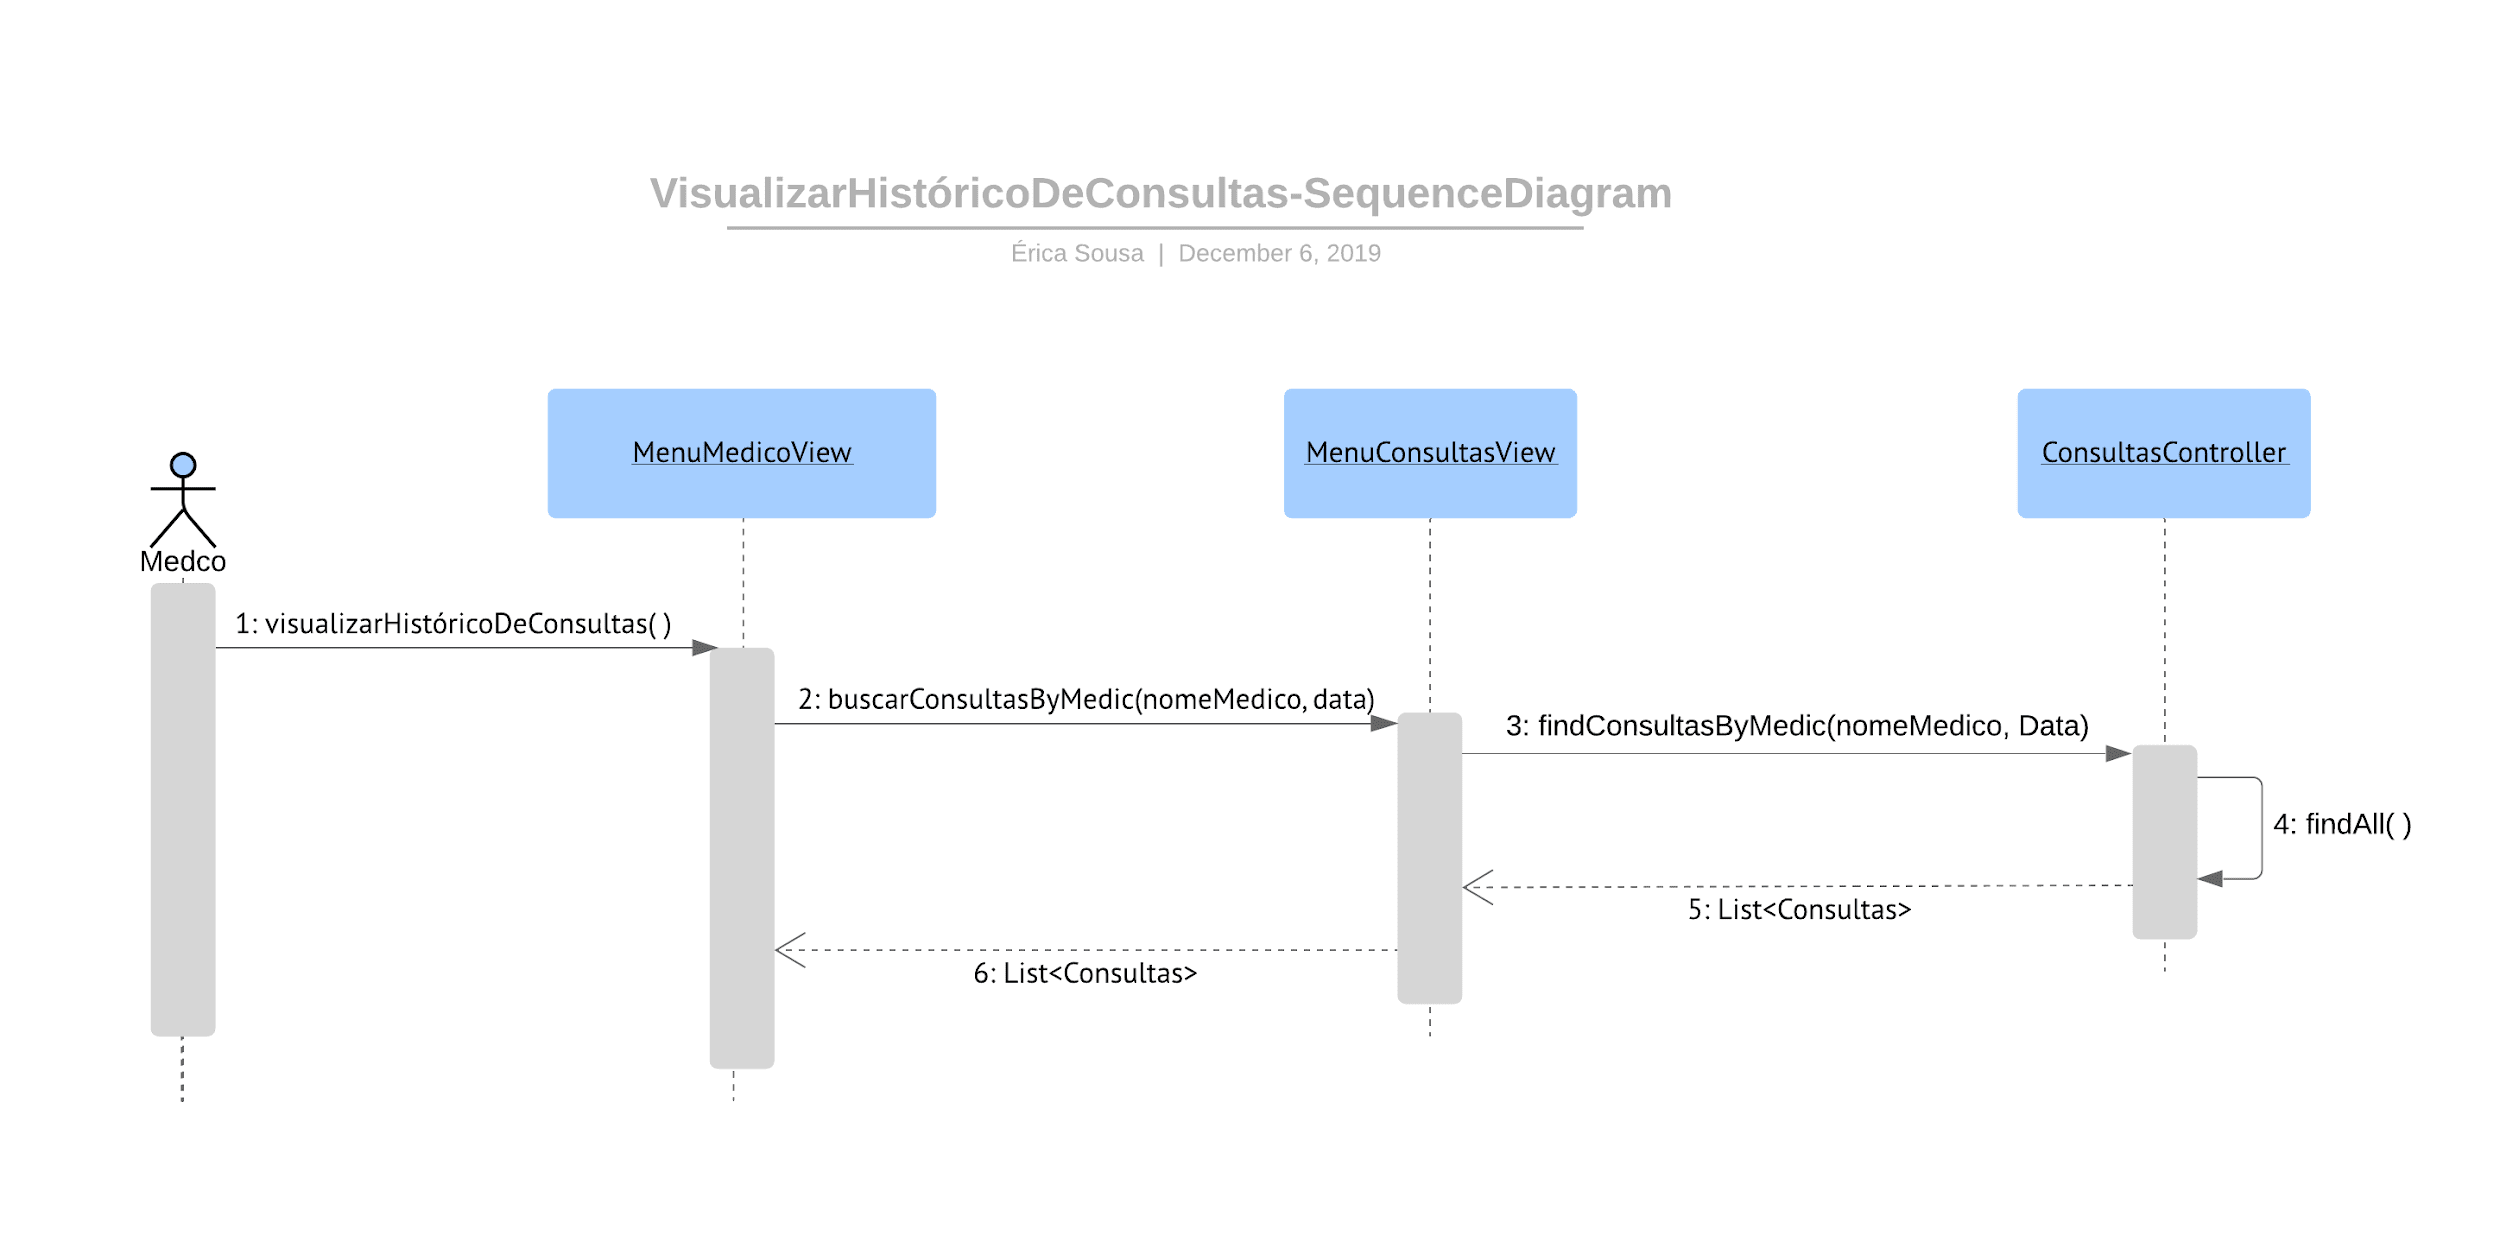 VisualizarHistóricoDeConsultas-SequenceDiagram
Érica Sousa | December 6, 2019
MenuMedicoView
MenuConsultasView
ConsultasController
Medco
1: visualizarHistóricoDeConsultas( )
2: buscarConsultasByMedic(nomeMedico, data)
3: findConsultasByMedic(nomeMedico, Data)
4: findAll( )
5: List<Consultas>
6: List<Consultas>